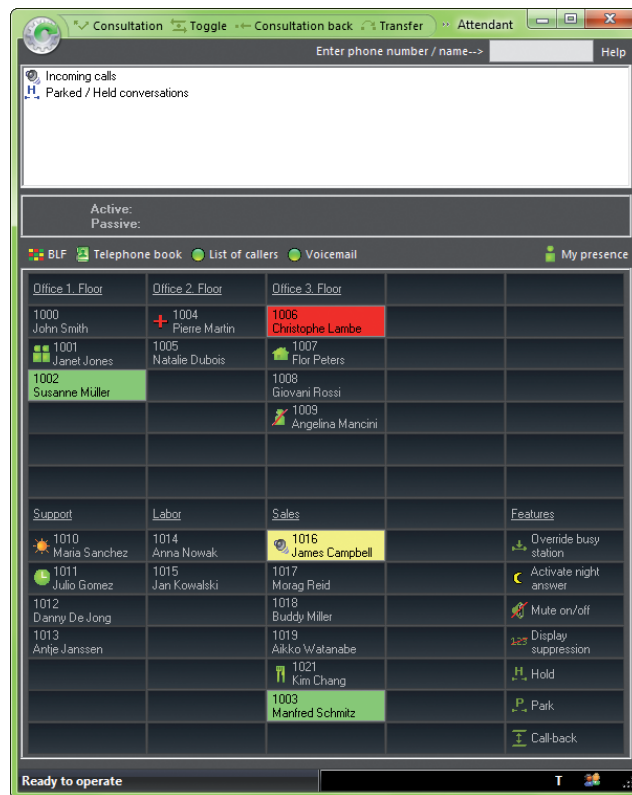 Consultation Toggle Consultation back Transfer Attendant
Enter phone number / name--> Help
Incoming calls
H Parked / Held conversations
Active:
Passive:
BLF Telephone book List of callers Voicemail My presence
Office 1. Floor Office 2. Floor Office 3. Floor
1000 1004 1006
John Smith Pierre Martin Christophe Lambe
1001 1005 1007
Janet Jones Natalie Dubois Flor Peters
1002 1008
Susanne Müller Giovani Rossi
1009
Angelina Mancini
Support Labor Sales Features
1010 1014 1016 Override busy
Maria Sanchez Anna Nowak James Campbell station
1011 1015 1017 Activate night
Julio Gomez Jan Kowalski Morag Reid answer
1012 1018 Mute on/off
Danny De Jong Buddy Miller
1013 1019 123 Display
Antje Janssen Aikko Watanabe suppression
1021 H Hold
Kim Chang
1003 P Park
Manfred Schmitz
Call-back
Ready to operate T